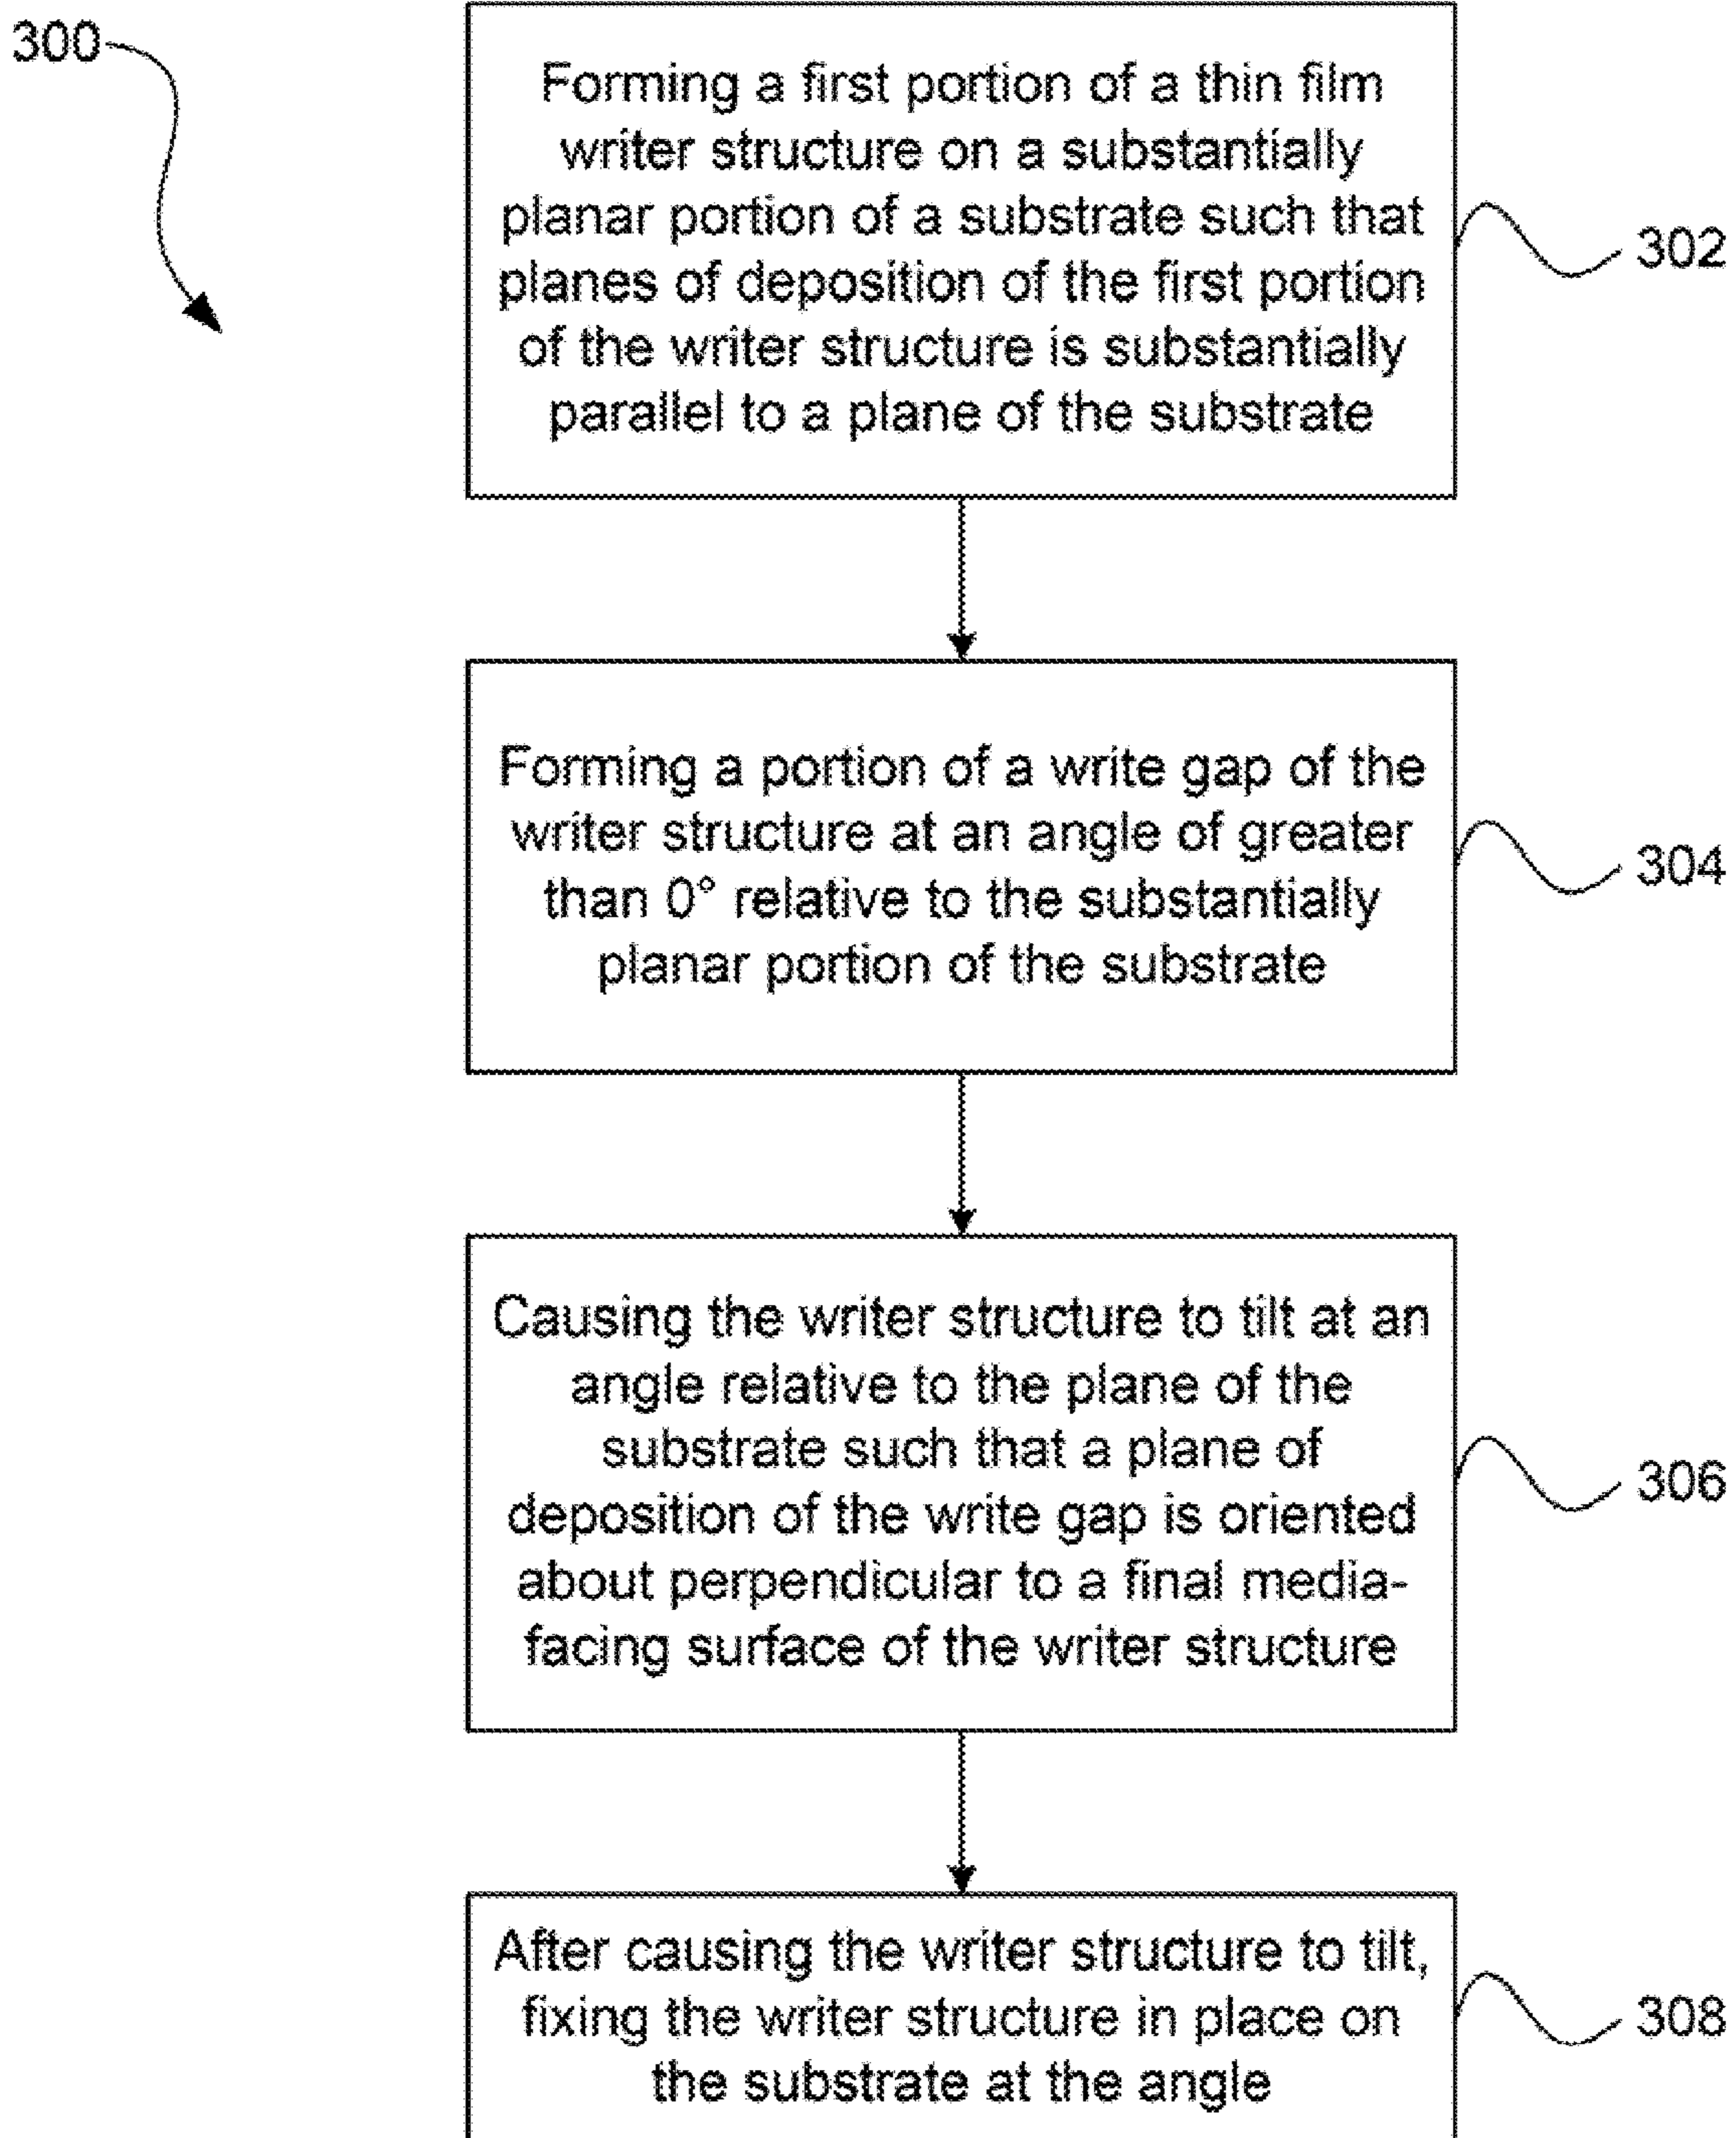 300
Forming a first portion of a thin film
writer structure on a substantially
planar portion of a substrate such that
planes of deposition of the first portion
of the writer structure is substantially
parallel to a plane of the substrate
302
Forming a portion of a write gap of the
writer structure at an angle of greater
than 0° relative to the substantially
planar portion of the substrate
304
Causing the writer structure to tilt at an
angle relative to the plane of the
substrate such that a plane of
deposition of the write gap is oriented
about perpendicular to a final media-
facing surface of the writer structure
306
After causing the writer structure to tilt,
fixing the writer structure in place on
the substrate at the angle
308